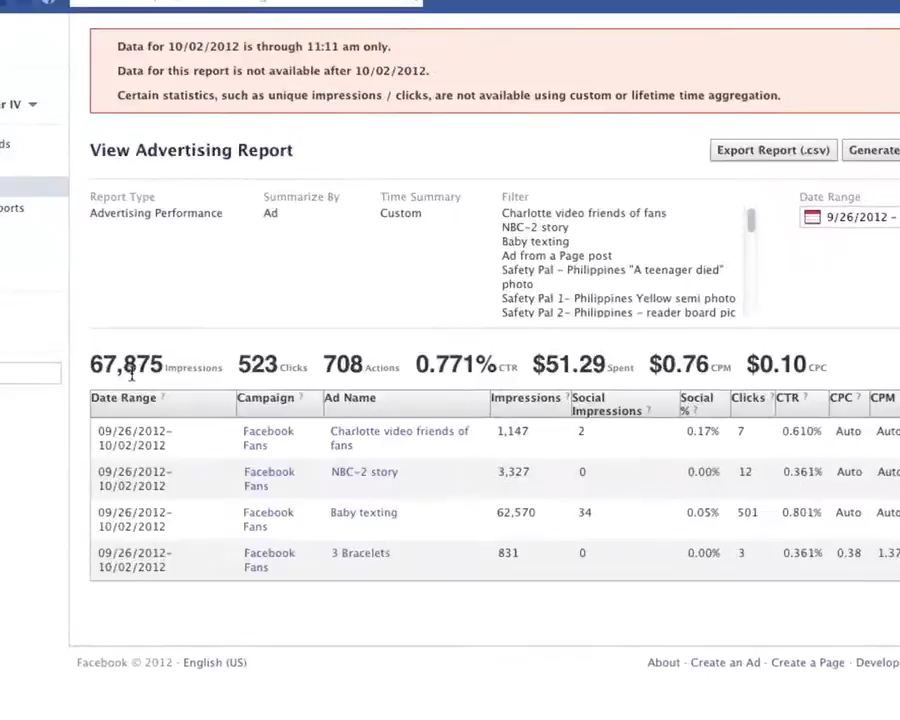 Data for 10/02/2012 is through 11:11 am only.
Data for this report is not available after 10/02/2012.
Certain statistics, such as unique impressions / clicks, are not available using custom or lifetime time aggregation.
r IV
ds
orts
View Advertising Report
Export Report (.csv)
Generate
Report Type
Advertising Performance
Summarize By
Ad
Time Summary
Custom
Filter
Charlotte video friends of fans
NBC-2 story
Baby texting
Ad from a Page post
Safety Pal - Philippines "A teenager died"
photo
Safety Pal 1- Philippines Yellow semi photo
Safety Pal 2- Philippines - reader board pic
Date Range
9/26/2012 -
67,875 Impressions 523 Clicks 708 Actions 0.771% CTR $51.29 Spent $0.76 CPM $0.10 CPC
Date Range ? Campaign ? Ad Name Impressions ? Social Impressions ? Social % ? Clicks ? CTR ? CPC ? CPM
09/26/2012- Facebook Charlotte video friends of 1,147 2 0.17% 7 0.610% Auto Auto
10/02/2012 Fans fans
09/26/2012- Facebook NBC-2 story 3,327 0 0.00% 12 0.361% Auto Auto
10/02/2012 Fans
09/26/2012- Facebook Baby texting 62,570 34 0.05% 501 0.801% Auto Auto
10/02/2012 Fans
09/26/2012- Facebook 3 Bracelets 831 0 0.00% 3 0.361% 0.38 1.37
10/02/2012 Fans
Facebook © 2012 · English (US)
About · Create an Ad · Create a Page · Develop